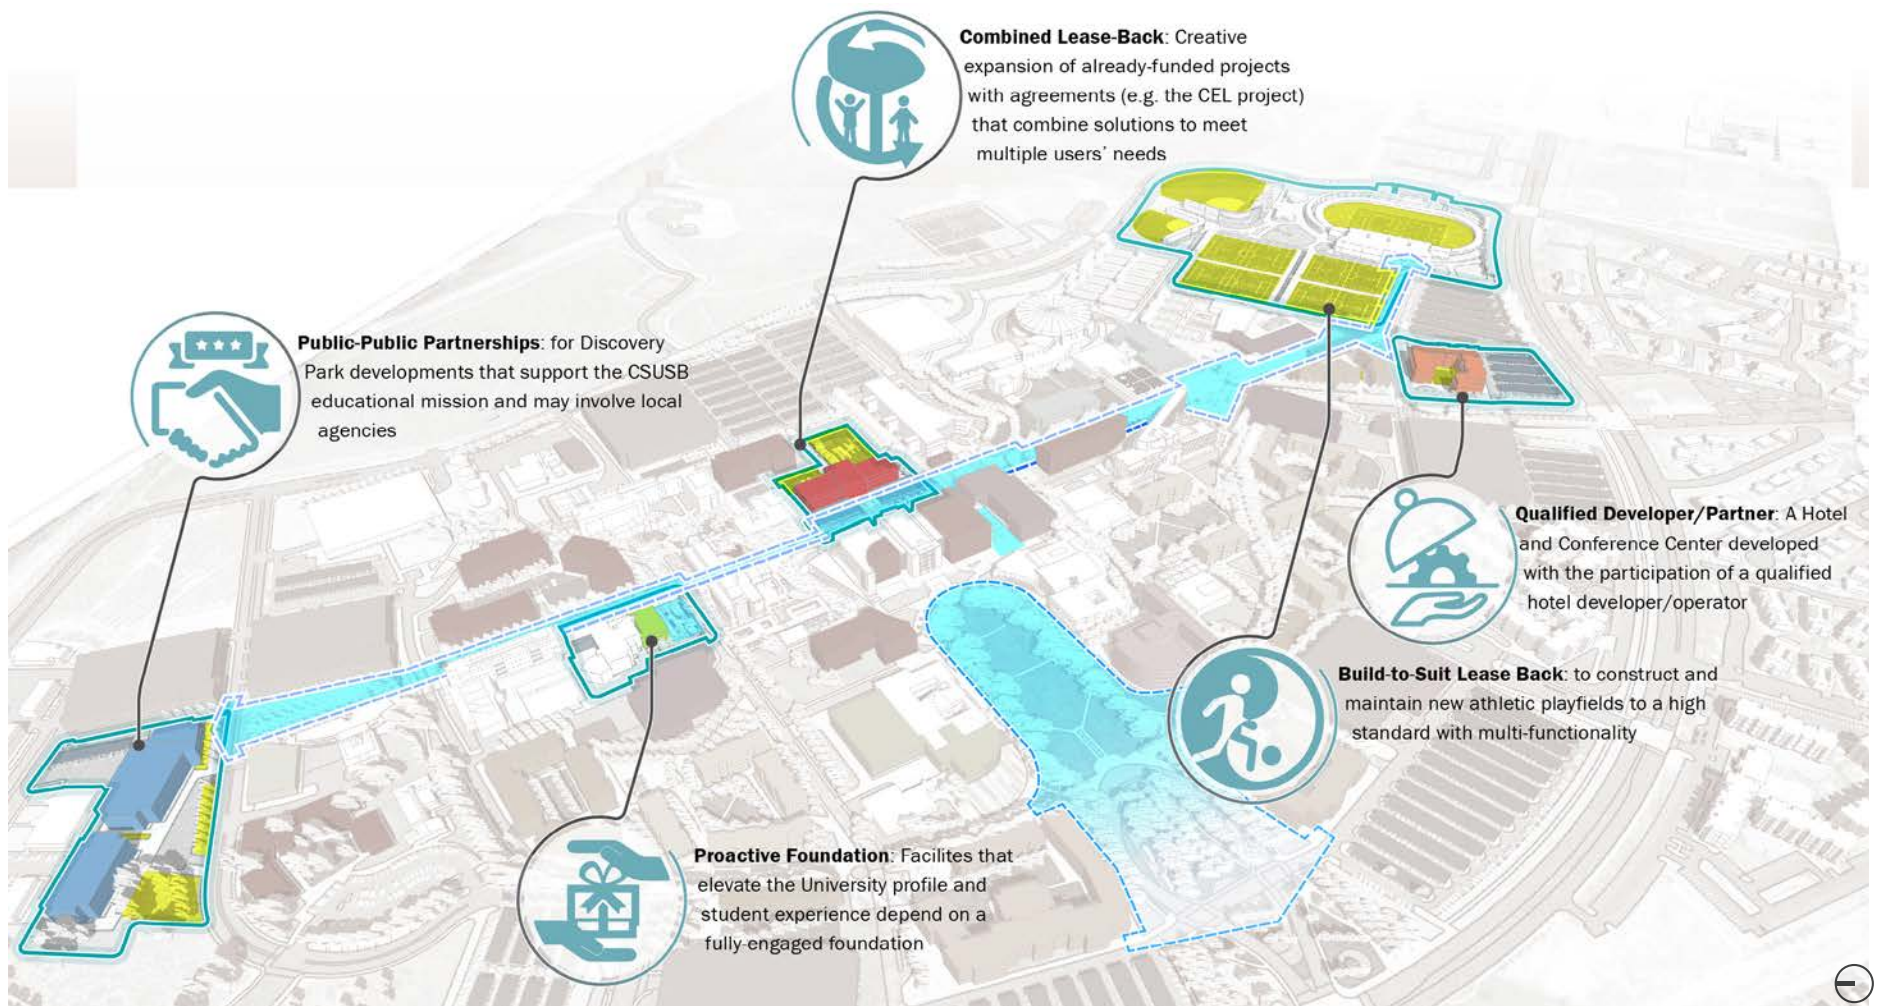 Combined Lease-Back: Creative
expansion of already-funded projects
with agreements (e.g. the CEL project)
that combine solutions to meet
multiple users’ needs
Public-Public Partnerships: for Discovery
Park developments that support the CSUSB
educational mission and may involve local
agencies
Qualified Developer/Partner: A Hotel
and Conference Center developed
with the participation of a qualified
hotel developer/operator
Build-to-Suit Lease Back: to construct and
maintain new athletic playfields to a high
standard with multi-functionality
Proactive Foundation: Facilites that
elevate the University profile and
student experience depend on a
fully-engaged foundation